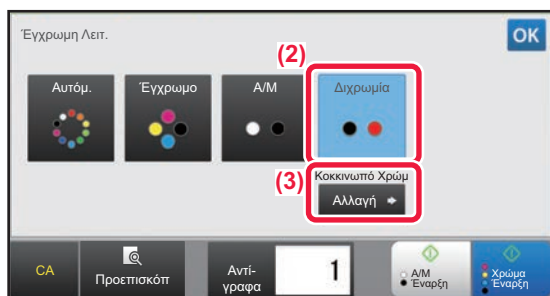 Έγχρωμη Λειτ.
OK
(2)
Αυτόμ.
Έγχρωμο
Α/Μ
Διχρωμία
(3)
Κοκκινωπό Χρώμ
Αλλαγή
CA
Προεπισκόπ
Αντί-
γραφα
1
Α/Μ
Έναρξη
Χρώμα
Έναρξη